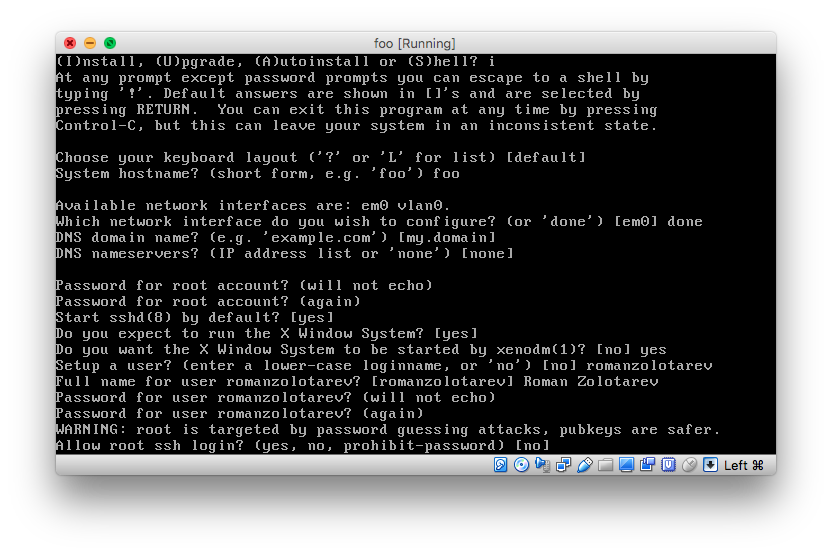 foo [Running]
(I)nstall, (U)pgrade, (A)utoinstall or (S)hell? i
At any prompt except password prompts you can escape to a shell by
typing '!'. Default answers are shown in []'s and are selected by
pressing RETURN.  You can exit this program at any time by pressing
Control-C, but this can leave your system in an inconsistent state.
Choose your keyboard layout ('?' or 'L' for list) [default]
System hostname? (short form, e.g. 'foo') foo
Available network interfaces are: em0 vlan0.
Which network interface do you wish to configure? (or 'done') [em0] done
DNS domain name? (e.g. 'example.com') [my.domain]
DNS nameservers? (IP address list or 'none') [none]
Password for root account? (will not echo)
Password for root account? (again)
Start sshd(8) by default? [yes]
Do you expect to run the X Window System? [yes]
Do you want the X Window System to be started by xenodm(1)? [no] yes
Setup a user? (enter a lower-case loginname, or 'no') [no] romanzolotarev
Full name for user romanzolotarev? [romanzolotarev] Roman Zolotarev
Password for user romanzolotarev? (will not echo)
Password for user romanzolotarev? (again)
WARNING: root is targeted by password guessing attacks, pubkeys are safer.
Allow root ssh login? (yes, no, prohibit-password) [no]
Left ⌘